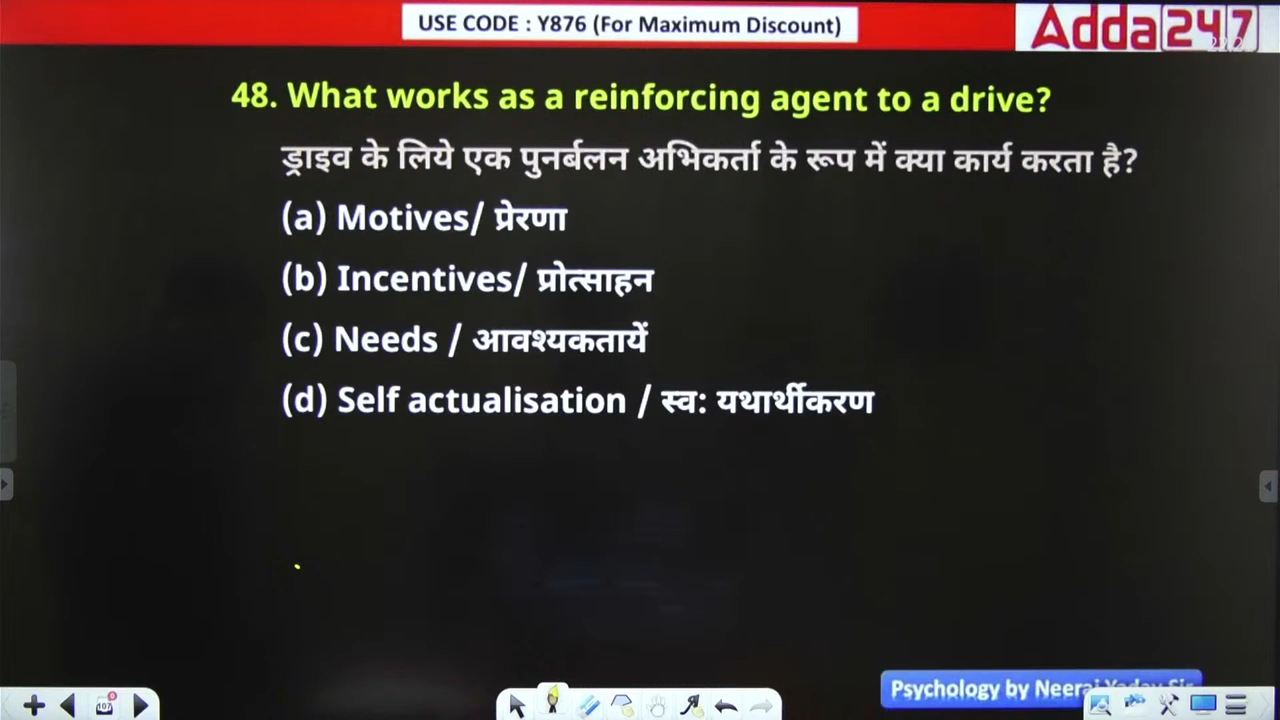 USE CODE : Y876 (For Maximum Discount)
Adda247
48. What works as a reinforcing agent to a drive?
ड्राइव के लिये एक पुनर्बलन अभिकर्ता के रूप में क्या कार्य करता है?
(a) Motives/ प्रेरणा
(b) Incentives/ प्रोत्साहन
(c) Needs / आवश्यकतायें
(d) Self actualisation / स्व: यथार्थीकरण
Psychology by Neeraj Yadav Sir
107